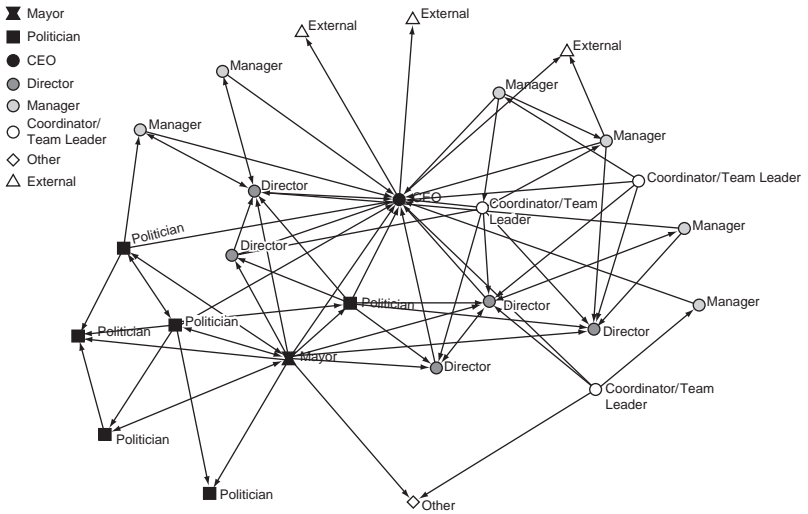 Mayor
Politician
CEO
Director
Manager
Coordinator/
Team Leader
Other
External
External
External
External
Manager
Manager
Manager
Manager
Director
CEO
Coordinator/Team Leader
Coordinator/Team
Leader
Politician
Director
Manager
Politician
Director
Manager
Politician
Politician
Director
Mayor
Director
Coordinator/Team
Leader
Politician
Politician
Other